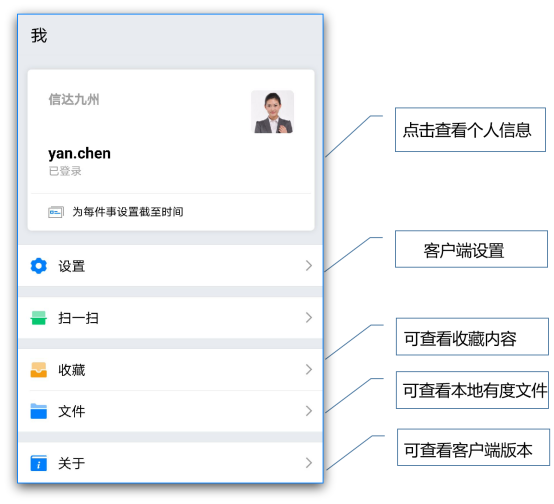 我
信达九州
yan.chen
已登录
为每件事设置截至时间
设置
扫一扫
收藏
文件
关于
点击查看个人信息
客户端设置
可查看收藏内容
可查看本地有度文件
可查看客户端版本